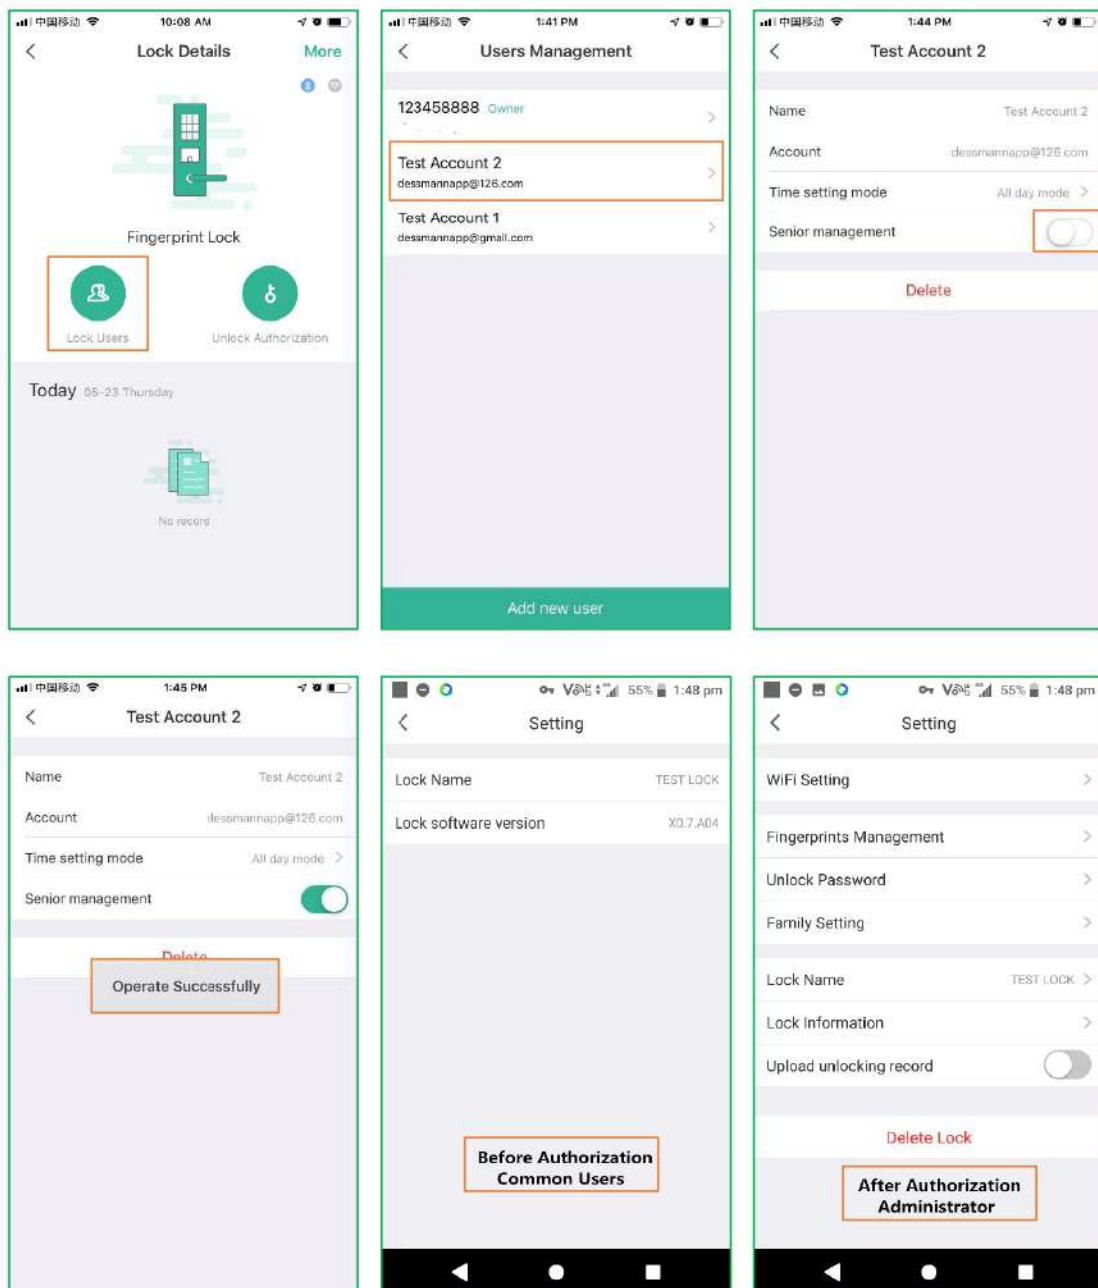 中国移动 10:08 AM
Lock Details More
Fingerprint Lock
Lock Users Unlock Authorization
Today 05-23 Thursday
No record
中国移动 1:41 PM
Users Management
123458888 Owner
Test Account 2
dessmannapp@126.com
Test Account 1
dessmannapp@gmail.com
Add new user
中国移动 1:44 PM
Test Account 2
Name Test Account 2
Account dessmannapp@126.com
Time setting mode All day mode
Senior management
Delete
中国移动 1:45 PM
Test Account 2
Name Test Account 2
Account dessmannapp@126.com
Time setting mode All day mode
Senior management
Delete
Operate Successfully
55% 1:48 pm
Setting
Lock Name TEST LOCK
Lock software version X0.7.A04
Before Authorization
Common Users
55% 1:48 pm
Setting
WiFi Setting
Fingerprints Management
Unlock Password
Family Setting
Lock Name TEST LOCK
Lock Information
Upload unlocking record
Delete Lock
After Authorization
Administrator